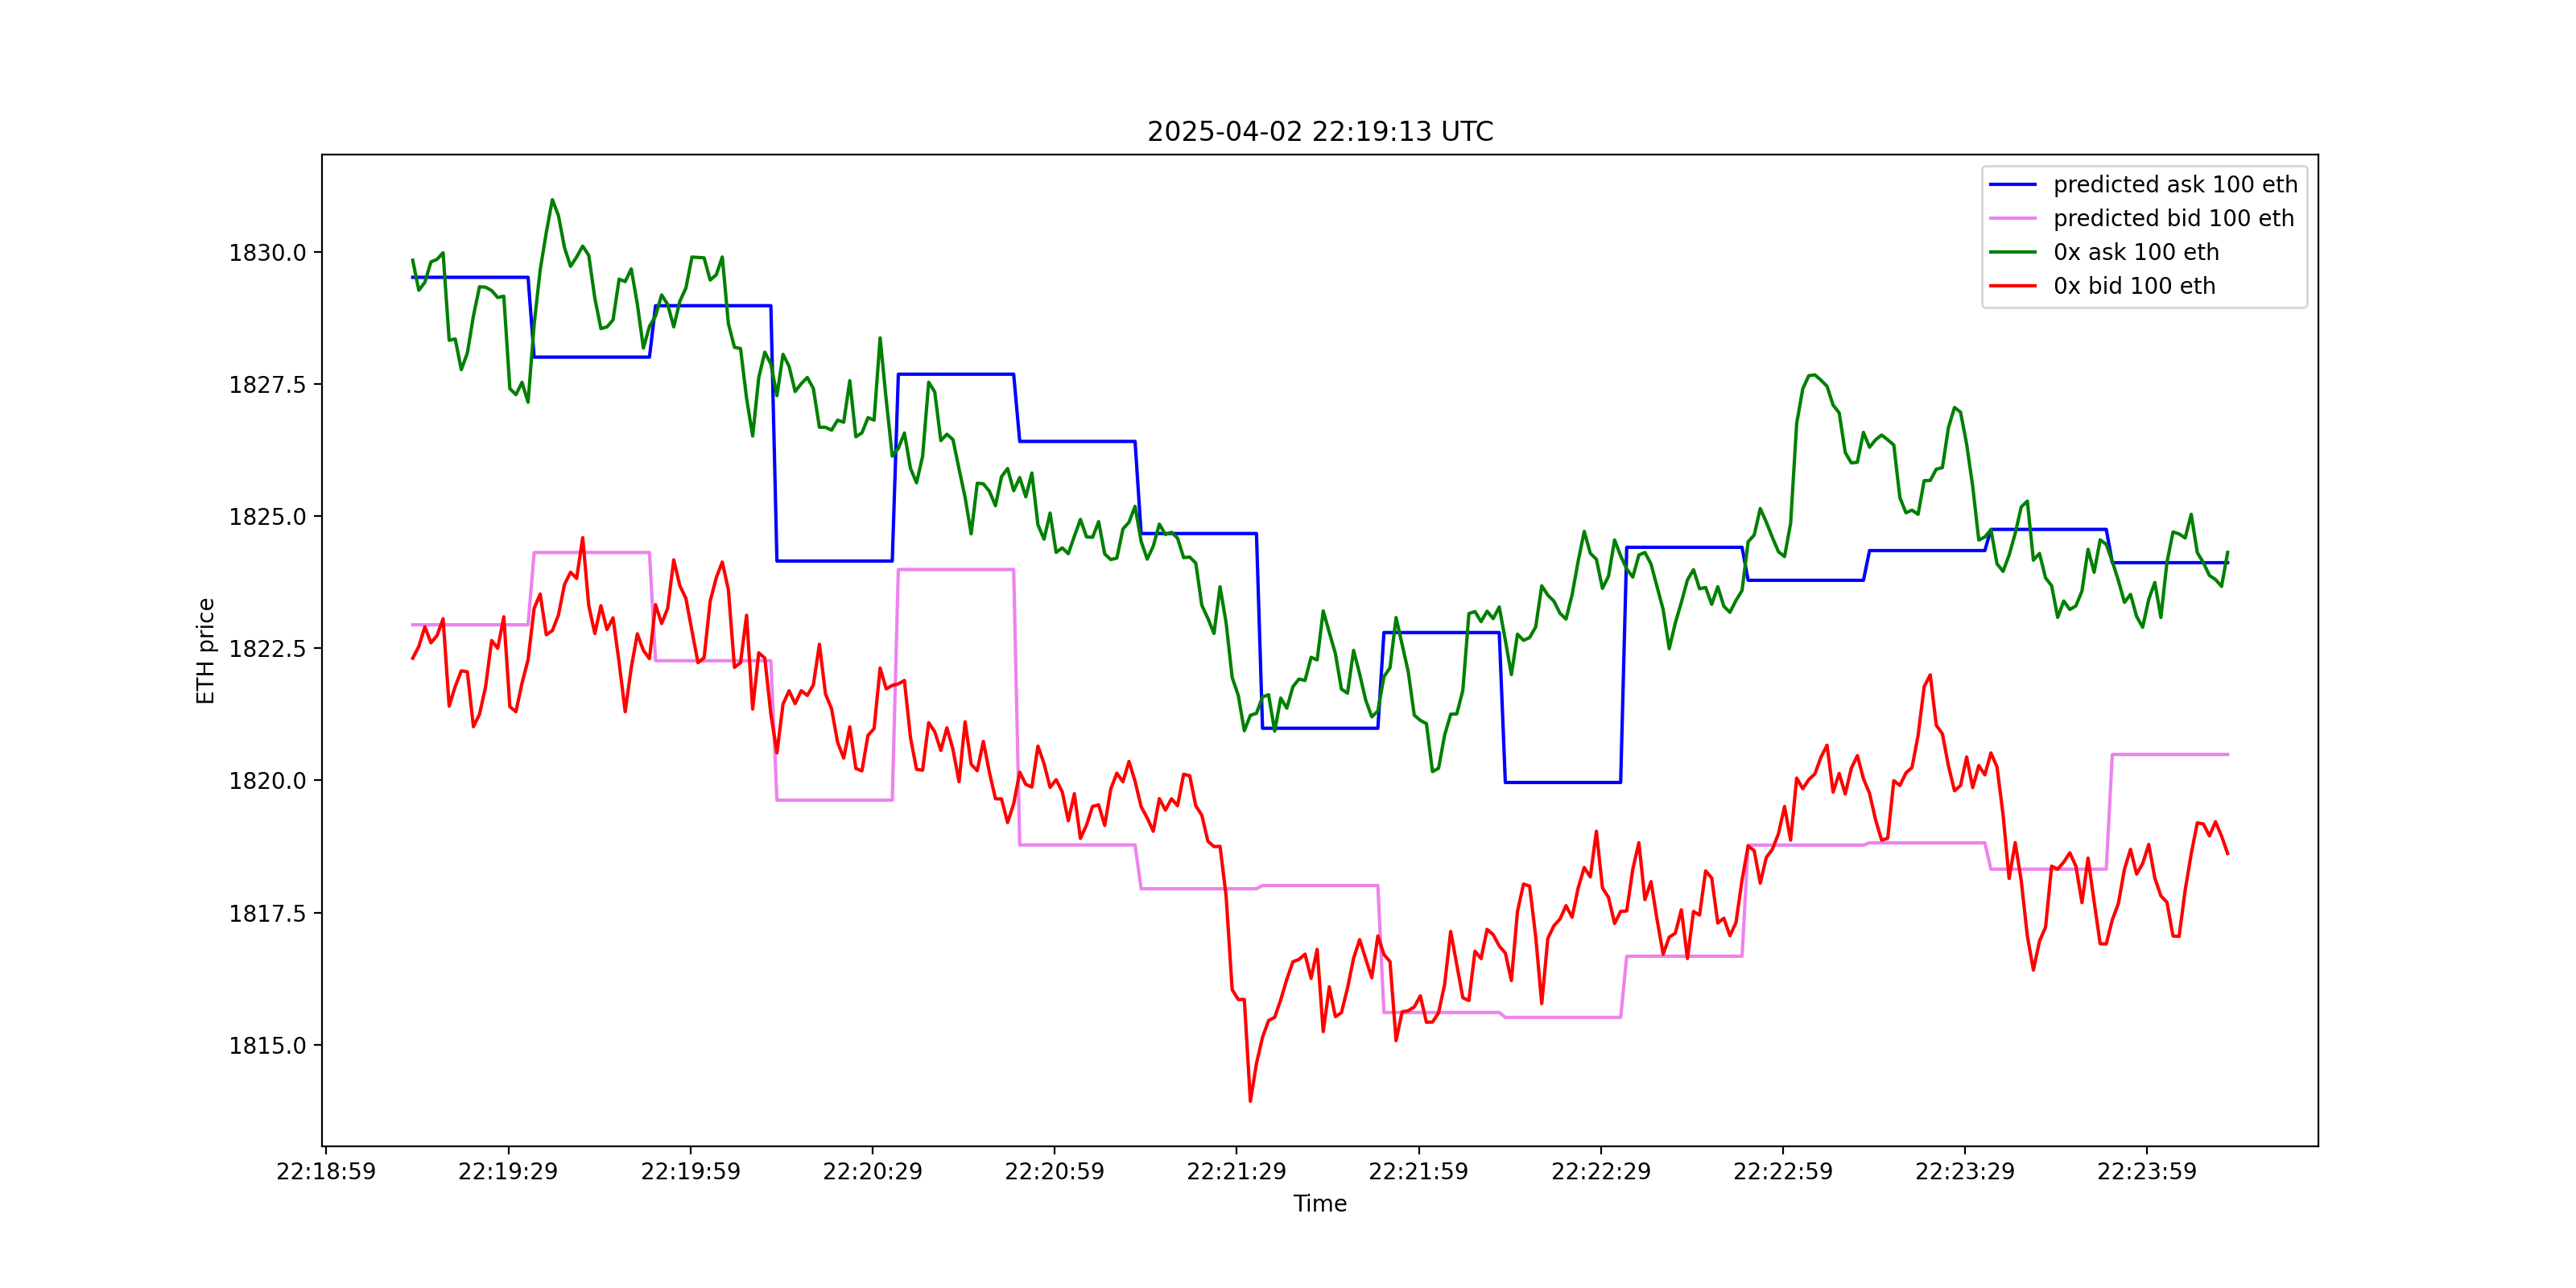 2025-04-02 22:19:13 UTC
predicted ask 100 eth
predicted bid 100 eth
0x ask 100 eth
0x bid 100 eth
ETH price
1830.0
1827.5
1825.0
1822.5
1820.0
1817.5
1815.0
22:18:59 22:19:29 22:19:59 22:20:29 22:20:59 22:21:29 22:21:59 22:22:29 22:22:59 22:23:29 22:23:59
Time